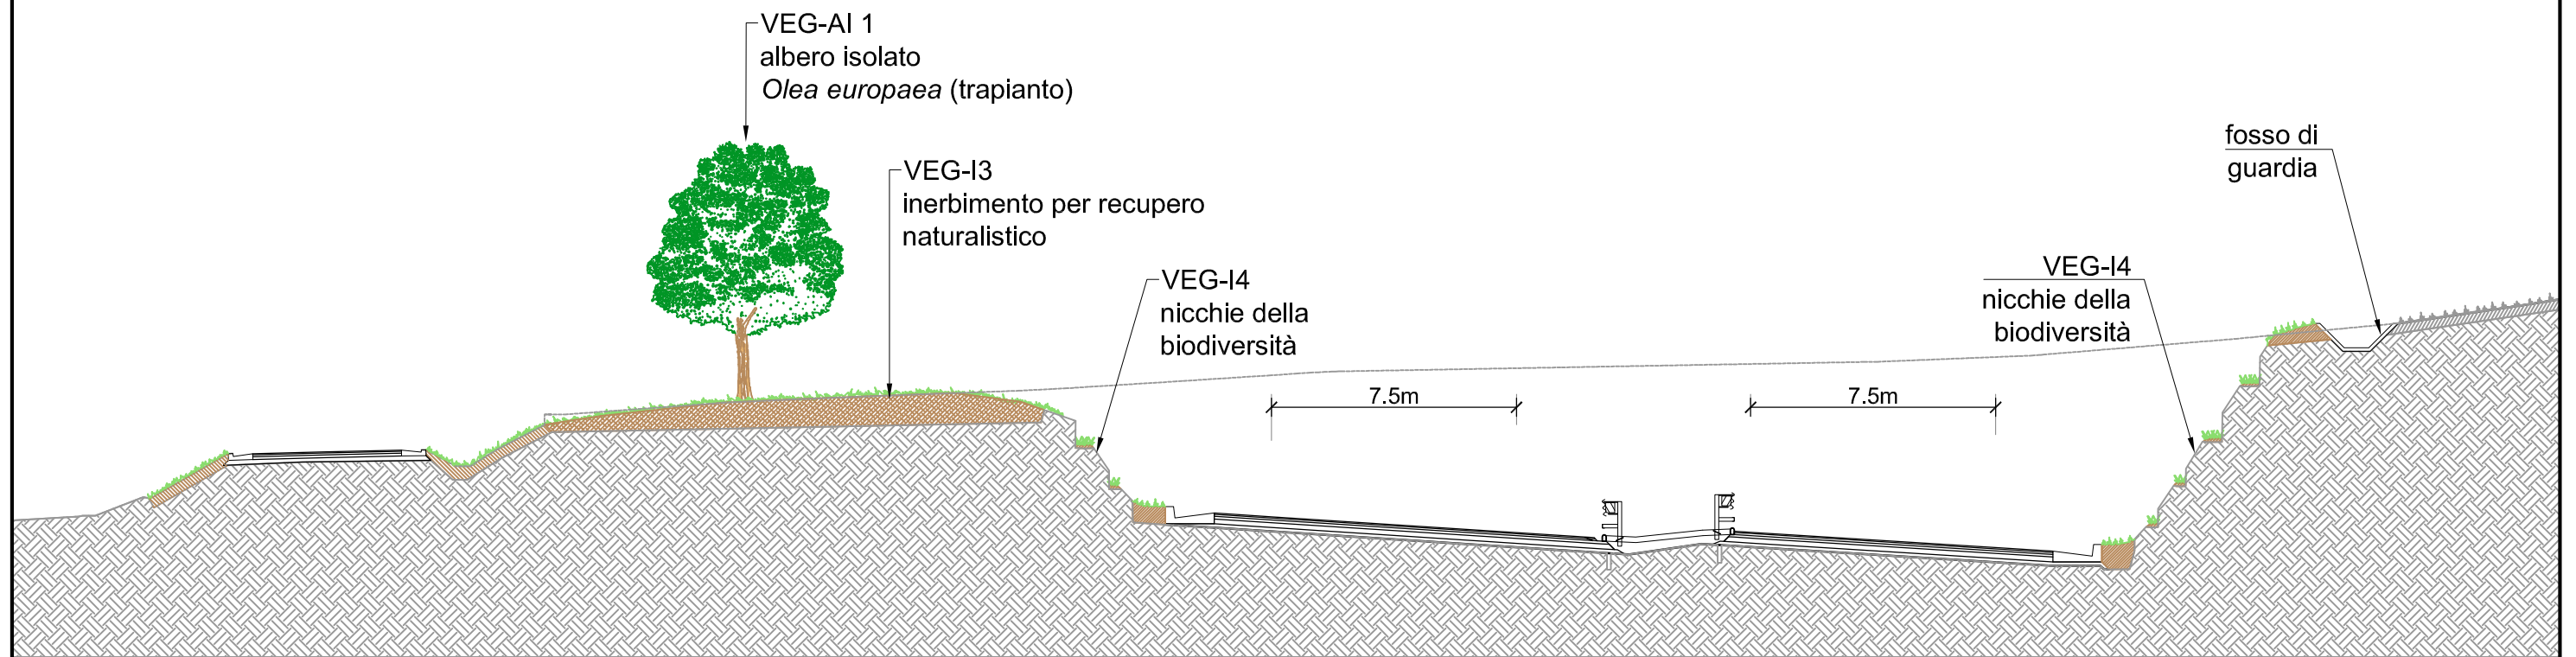 VEG-AI 1
albero isolato
Olea europaea (trapianto)
VEG-I3
inerbimento per recupero
naturalistico
VEG-I4
nicchie della
biodiversità
7.5m
7.5m
VEG-I4
nicchie della
biodiversità
fosso di
guardia